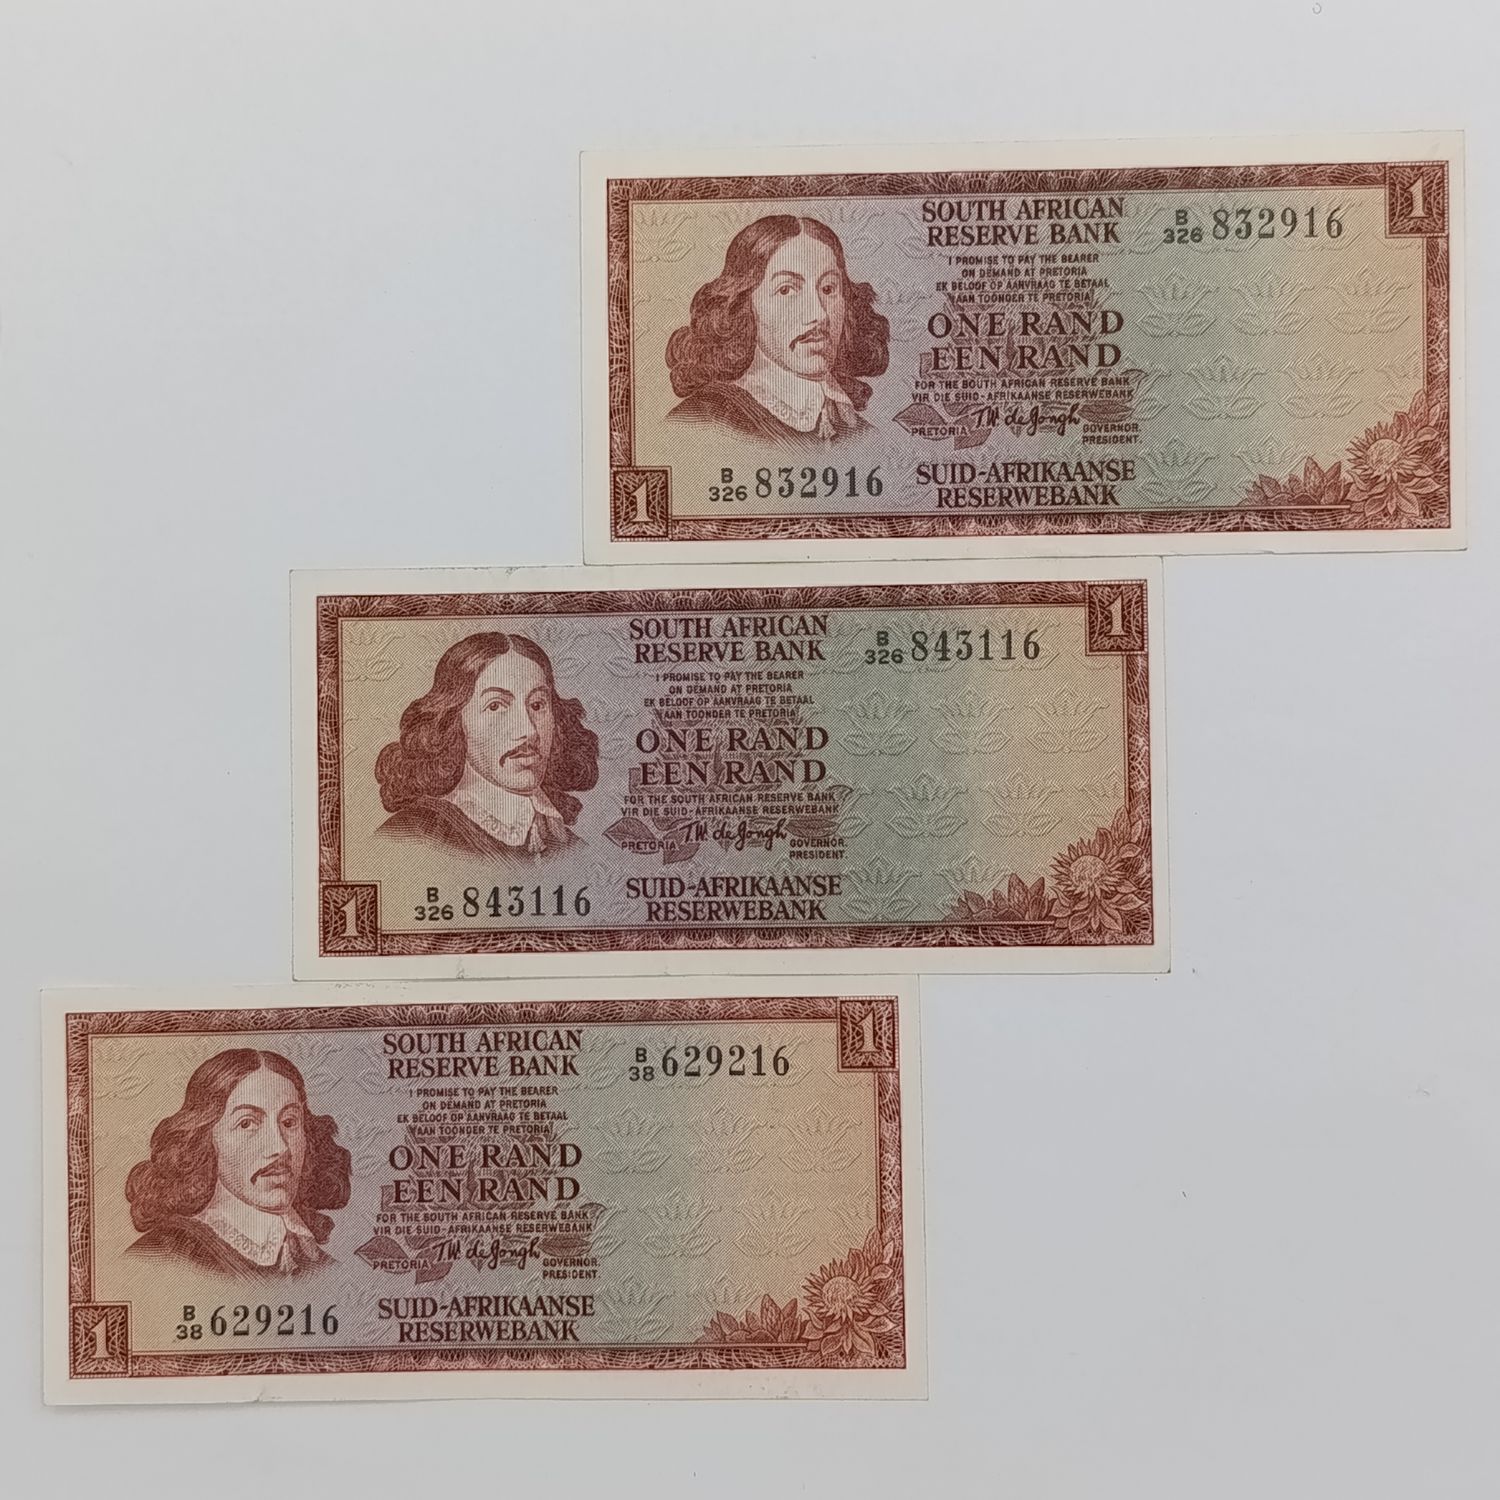 1
SOUTH AFRICAN
RESERVE BANK
B/326 832916
I PROMISE TO PAY THE BEARER
ON DEMAND AT PRETORIA
EK BELOOF OP AANVRAAG TE BETAAL
AAN TOONDER TE PRETORIA
ONE RAND
EEN RAND
FOR THE SOUTH AFRICAN RESERVE BANK
VIR DIE SUID-AFRIKAANSE RESERWEBANK
T.W. de Jongh
PRETORIA GOVERNOR.
PRESIDENT.
B/326 832916
SUID-AFRIKAANSE
RESERWEBANK
1
1
SOUTH AFRICAN
RESERVE BANK
B/326 843116
I PROMISE TO PAY THE BEARER
ON DEMAND AT PRETORIA
EK BELOOF OP AANVRAAG TE BETAAL
AAN TOONDER TE PRETORIA
ONE RAND
EEN RAND
FOR THE SOUTH AFRICAN RESERVE BANK
VIR DIE SUID-AFRIKAANSE RESERWEBANK
T.W. de Jongh
PRETORIA GOVERNOR.
PRESIDENT.
B/326 843116
SUID-AFRIKAANSE
RESERWEBANK
1
1
SOUTH AFRICAN
RESERVE BANK
B/38 629216
I PROMISE TO PAY THE BEARER
ON DEMAND AT PRETORIA
EK BELOOF OP AANVRAAG TE BETAAL
AAN TOONDER TE PRETORIA
ONE RAND
EEN RAND
FOR THE SOUTH AFRICAN RESERVE BANK
VIR DIE SUID-AFRIKAANSE RESERWEBANK
T.W. de Jongh
PRETORIA GOVERNOR.
PRESIDENT.
B/38 629216
SUID-AFRIKAANSE
RESERWEBANK
1